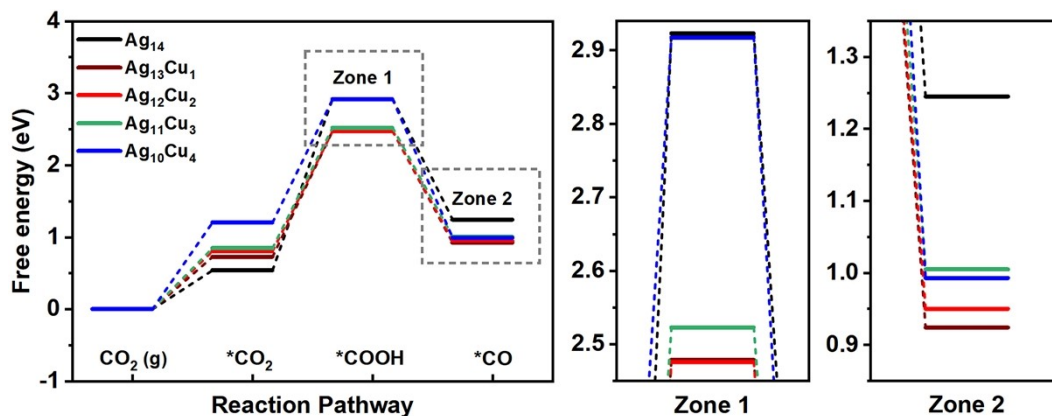 Free energy (eV)
4
3
2
1
0
-1
Ag₁₄
Ag₁₃Cu₁
Ag₁₂Cu₂
Ag₁₁Cu₃
Ag₁₀Cu₄
Zone 1
Zone 2
CO₂ (g)
*CO₂
*COOH
*CO
Reaction Pathway
2.9
2.8
2.7
2.6
2.5
Zone 1
1.3
1.2
1.1
1.0
0.9
Zone 2